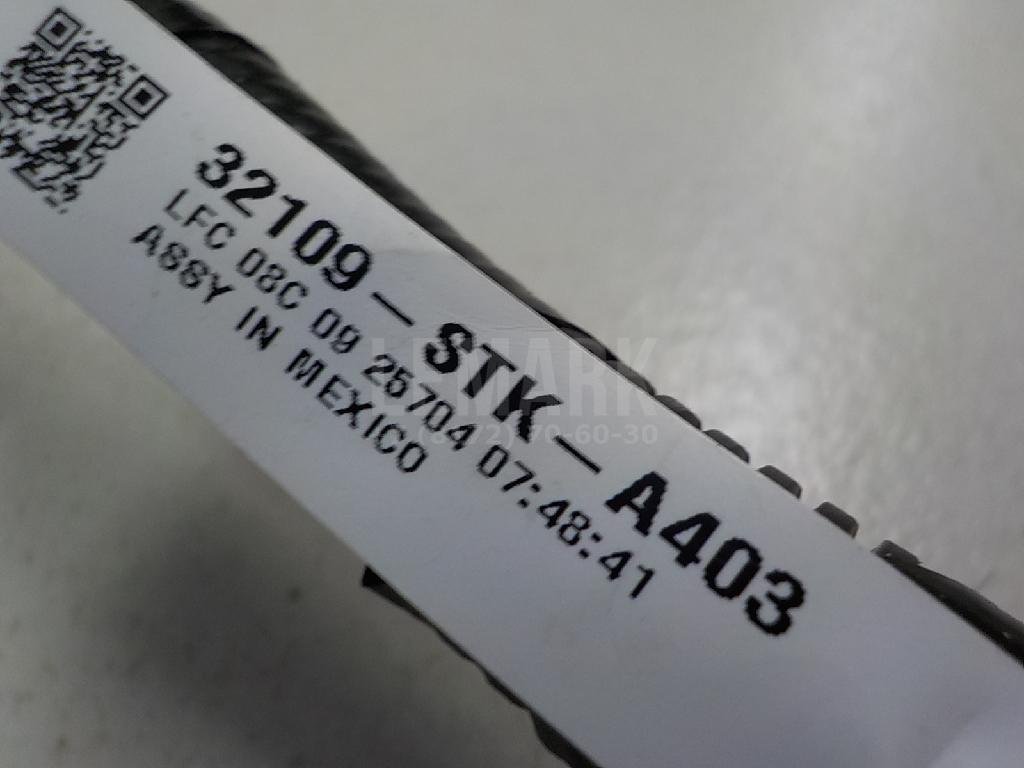 32109-STK-A403
LFC 08C 09 25704 07:48:41
ASSY IN MEXICO